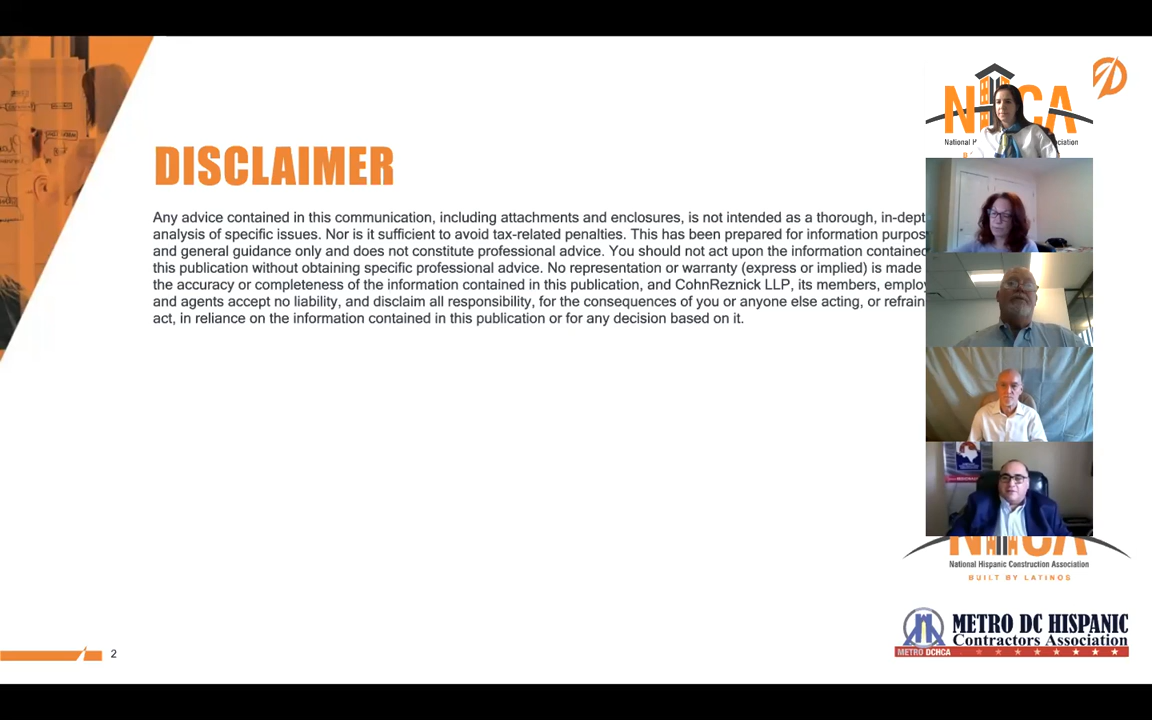 DISCLAIMER
Any advice contained in this communication, including attachments and enclosures, is not intended as a thorough,
analysis of specific issues. Nor is it sufficient to avoid tax-related penalties. This has been prepared for information
and general guidance only and does not constitute professional advice. You should not act upon the information contained
this publication without obtaining specific professional advice. No representation or warranty (express or implied) is made
the accuracy or completeness of the information contained in this publication, and CohnReznick LLP, its members,
and agents accept no liability, and disclaim all responsibility, for the consequences of you or anyone else acting, or
act, in reliance on the information contained in this publication or for any decision based on it.
2
National Hispanic Construction Association
BUILT BY LATINOS
METRO DC HISPANIC
Contractors Association
METRO DCHCA